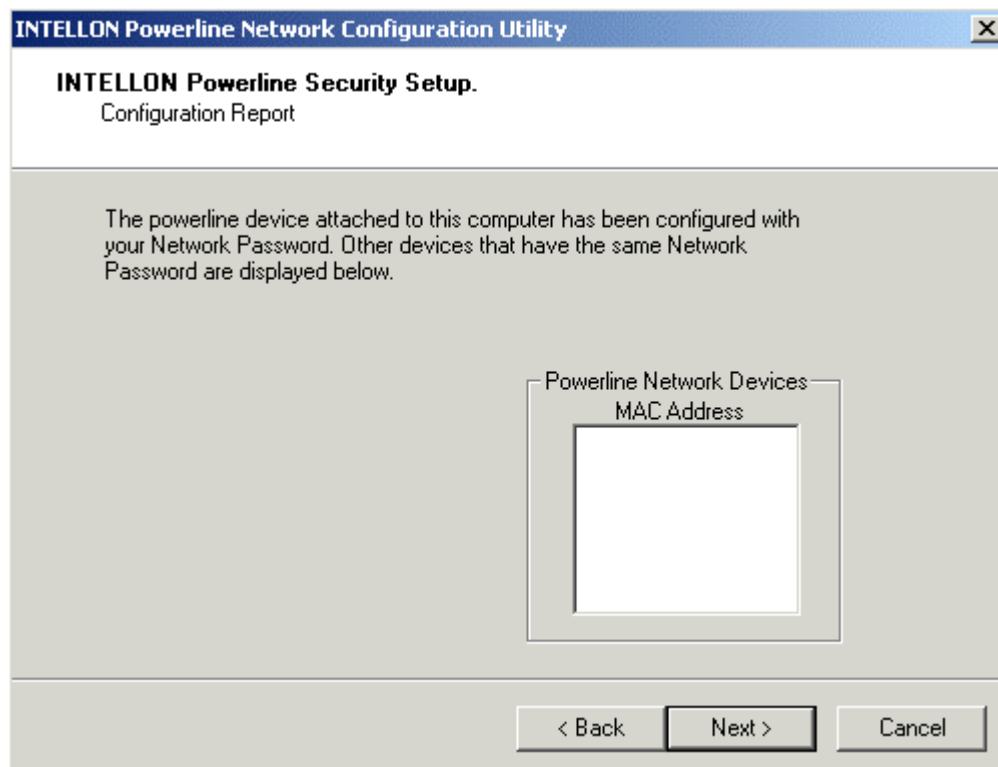 INTELLON Powerline Network Configuration Utility
INTELLON Powerline Security Setup.
Configuration Report
The powerline device attached to this computer has been configured with
your Network Password. Other devices that have the same Network
Password are displayed below.
Powerline Network Devices
MAC Address
< Back
Next >
Cancel